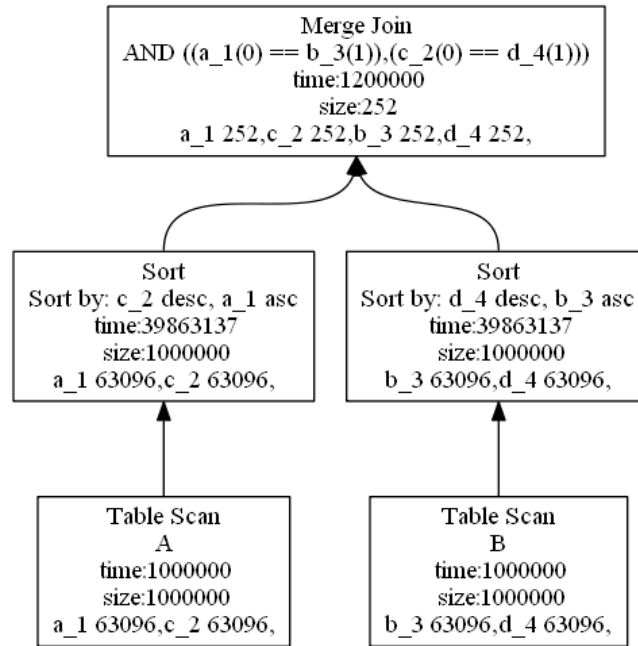 Merge Join
AND ((a_1(0) == b_3(1)),(c_2(0) == d_4(1)))
time:1200000
size:252
a_1 252,c_2 252,b_3 252,d_4 252,
Sort
Sort by: c_2 desc, a_1 asc
time:39863137
size:1000000
a_1 63096,c_2 63096,
Sort
Sort by: d_4 desc, b_3 asc
time:39863137
size:1000000
b_3 63096,d_4 63096,
Table Scan
A
time:1000000
size:1000000
a_1 63096,c_2 63096,
Table Scan
B
time:1000000
size:1000000
b_3 63096,d_4 63096,